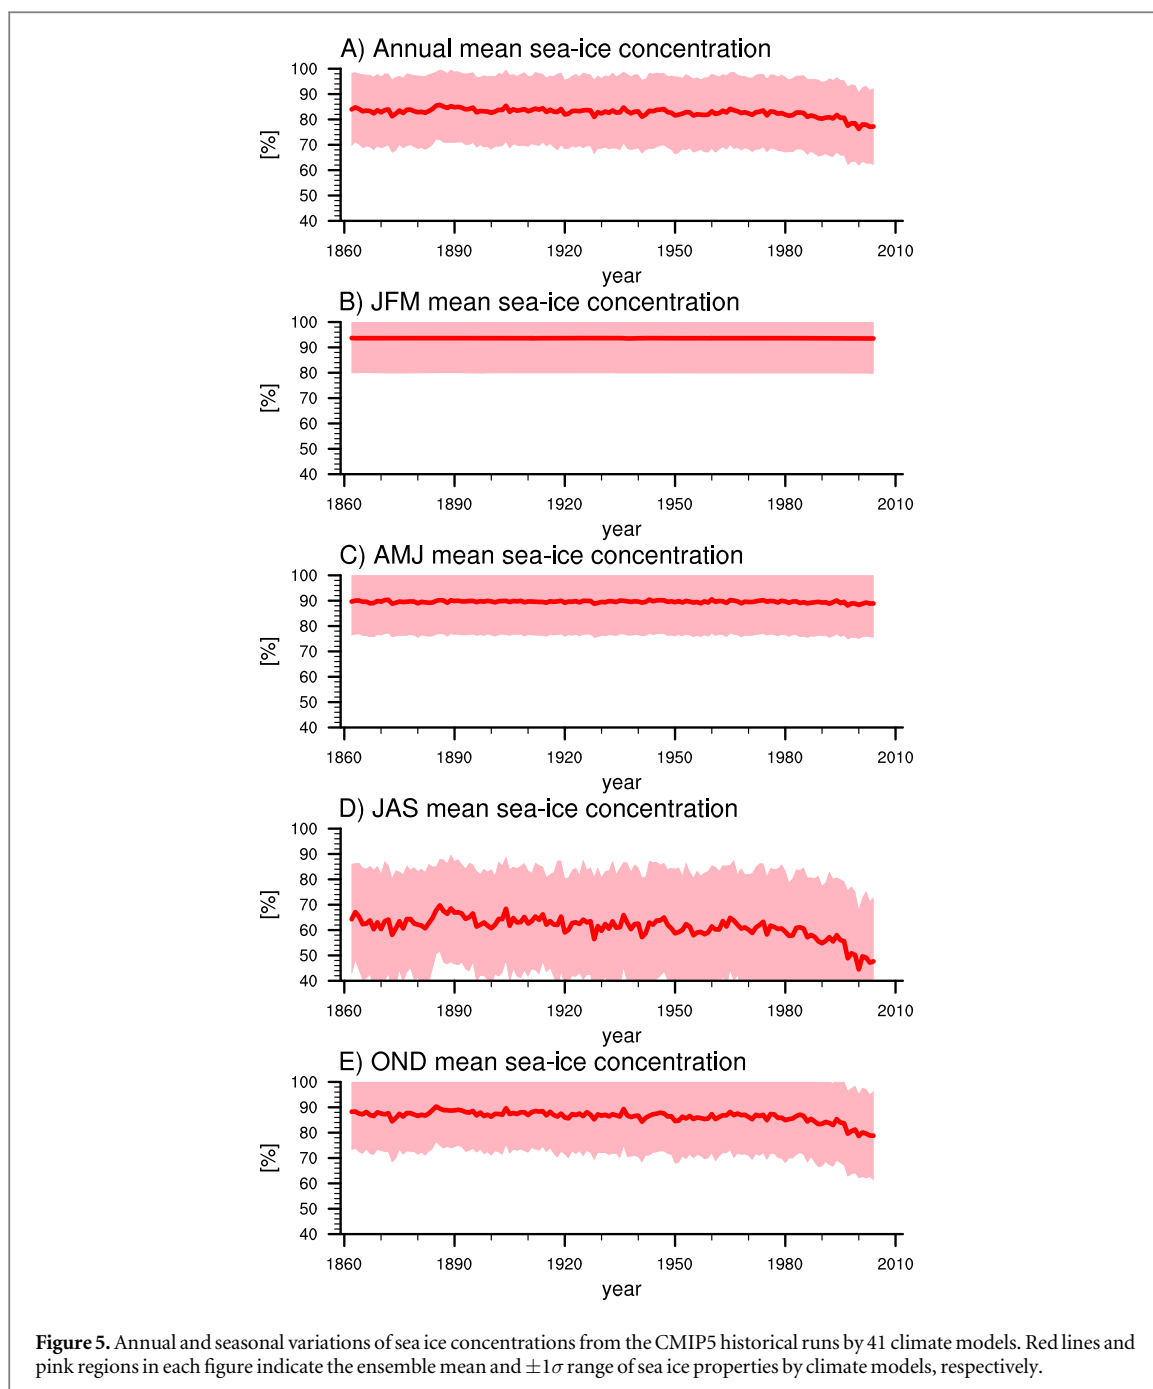 A) Annual mean sea-ice concentration
100
90
80
70
60
50
40
[%]
1860 1890 1920 1950 1980 2010
year
B) JFM mean sea-ice concentration
100
90
80
70
60
50
40
[%]
1860 1890 1920 1950 1980 2010
year
C) AMJ mean sea-ice concentration
100
90
80
70
60
50
40
[%]
1860 1890 1920 1950 1980 2010
year
D) JAS mean sea-ice concentration
100
90
80
70
60
50
40
[%]
1860 1890 1920 1950 1980 2010
year
E) OND mean sea-ice concentration
100
90
80
70
60
50
40
[%]
1860 1890 1920 1950 1980 2010
year
Figure 5. Annual and seasonal variations of sea ice concentrations from the CMIP5 historical runs by 41 climate models. Red lines and
pink regions in each figure indicate the ensemble mean and ±1σ range of sea ice properties by climate models, respectively.